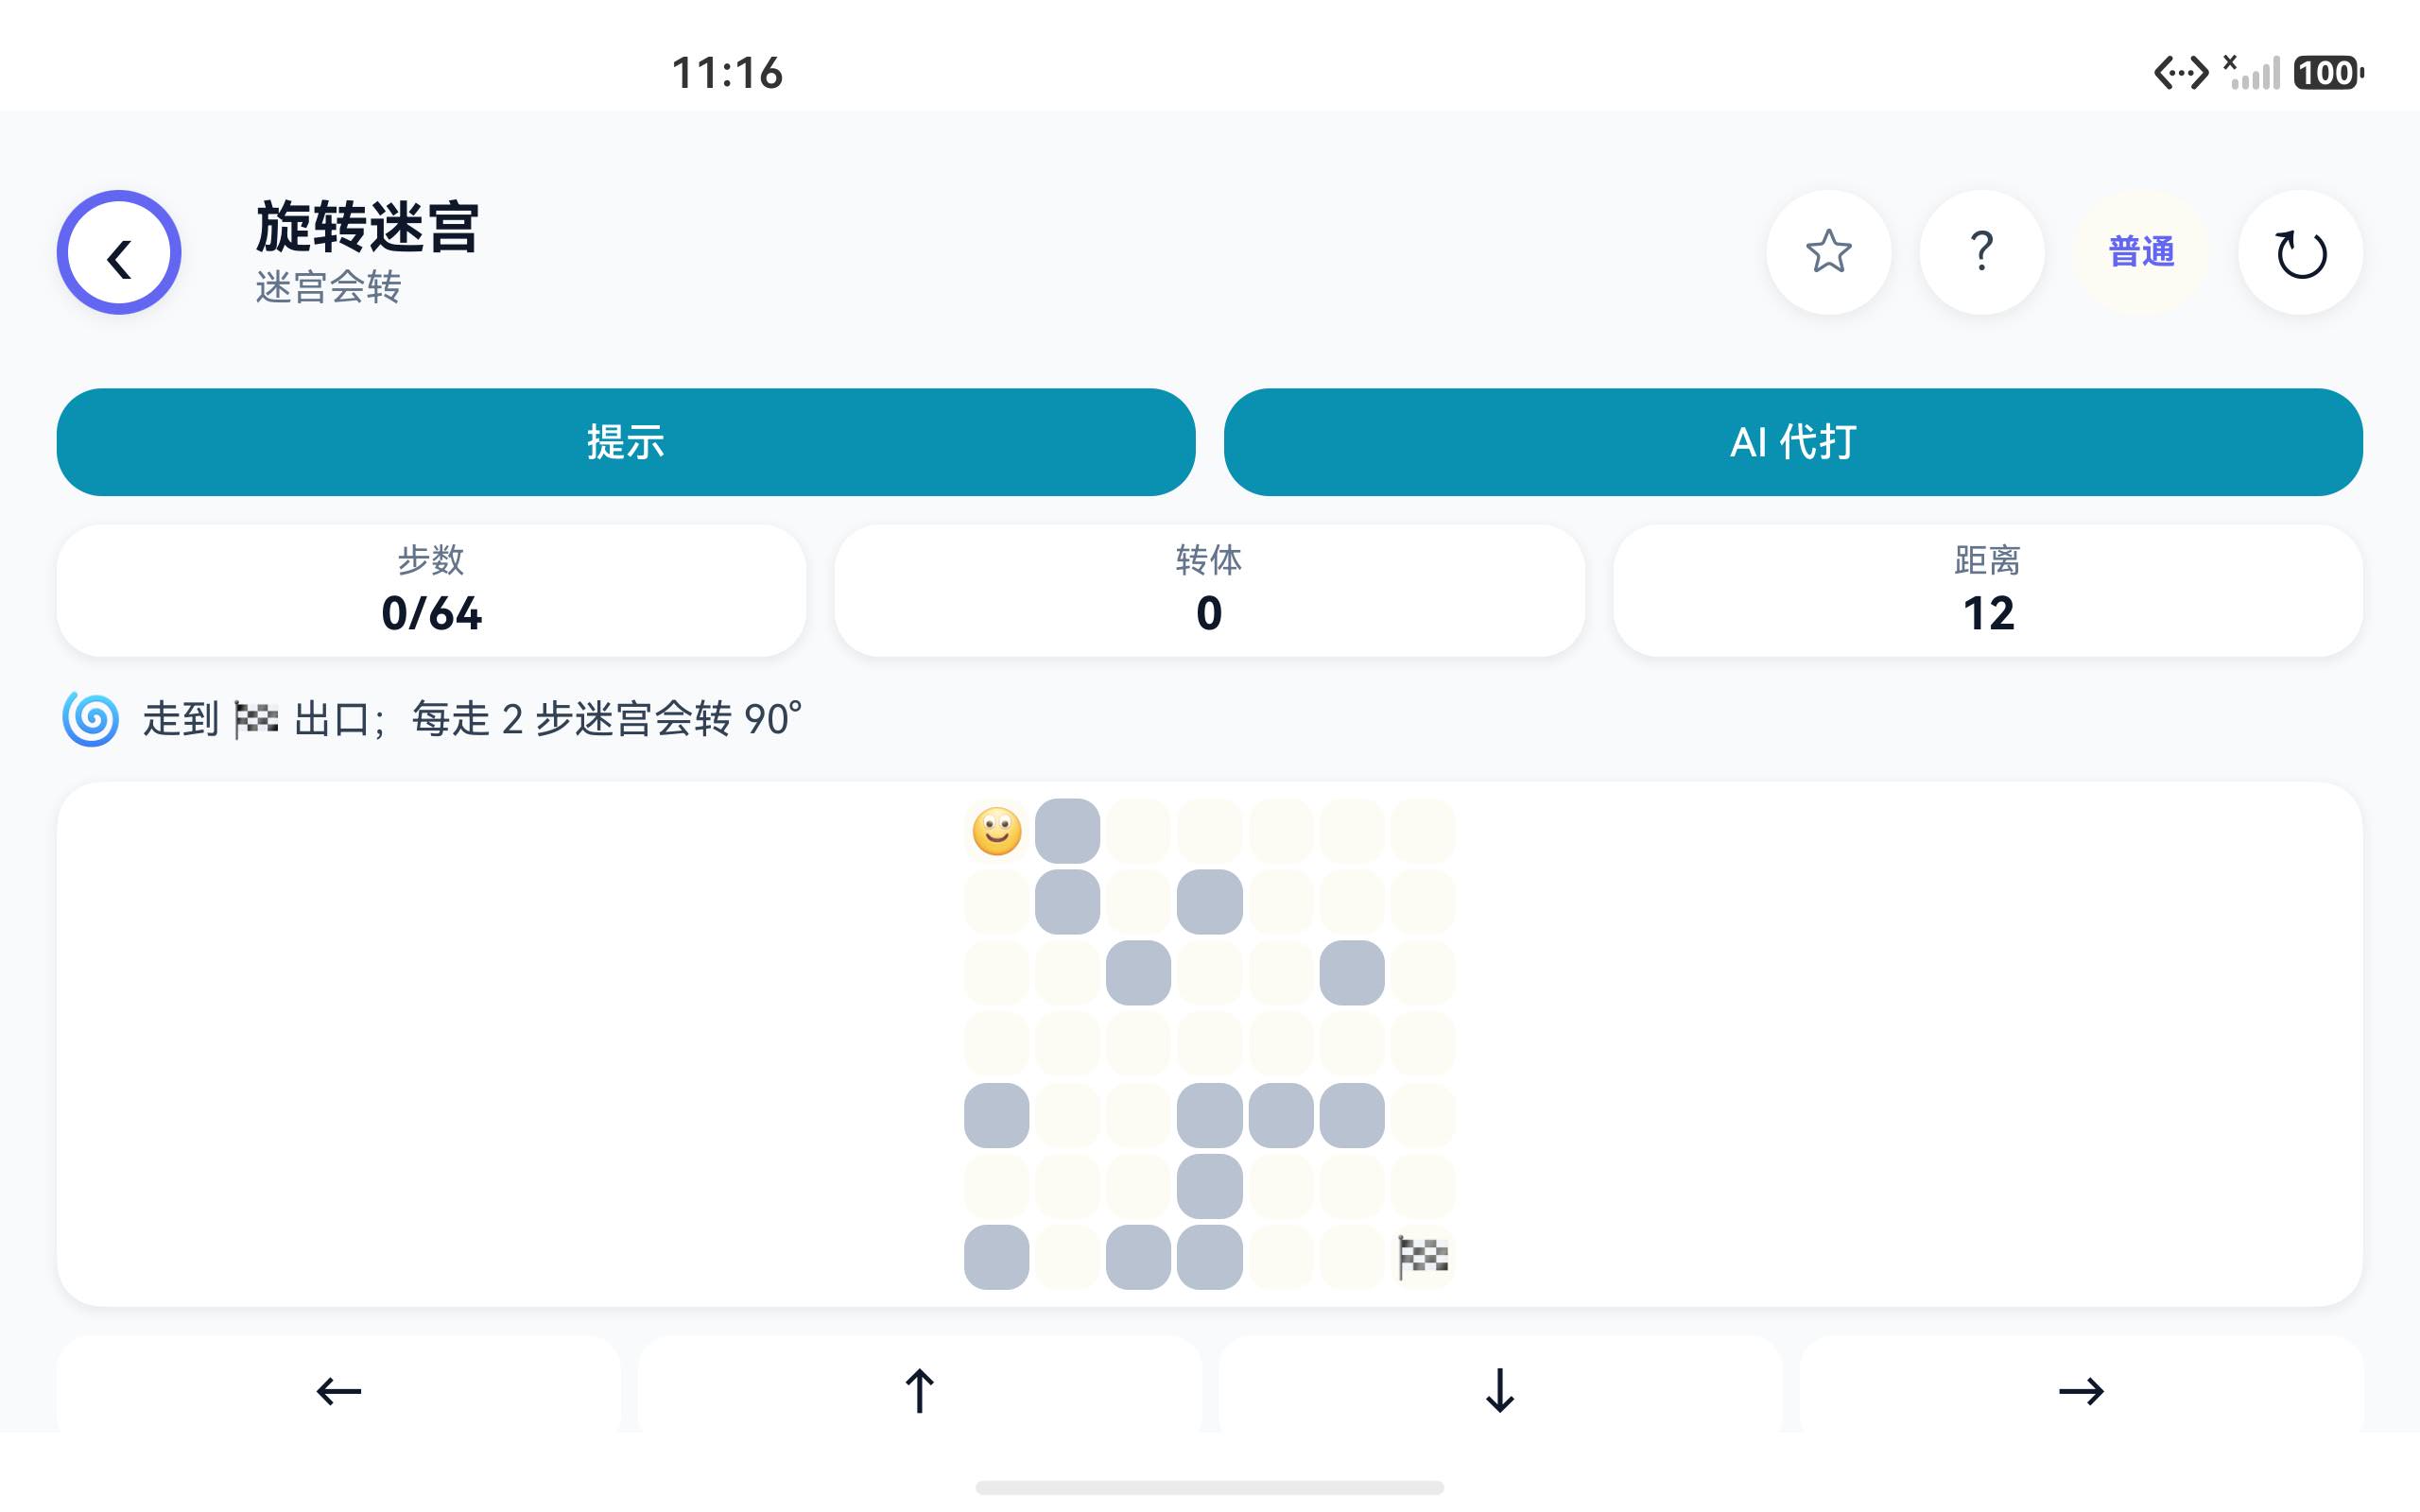 11:16
100
旋转迷宫
迷宫会转
?
普通
提示
AI 代打
步数
0/64
转体
0
距离
12
走到 🏁 出口；每走 2 步迷宫会转 90°
← ↑ ↓ →